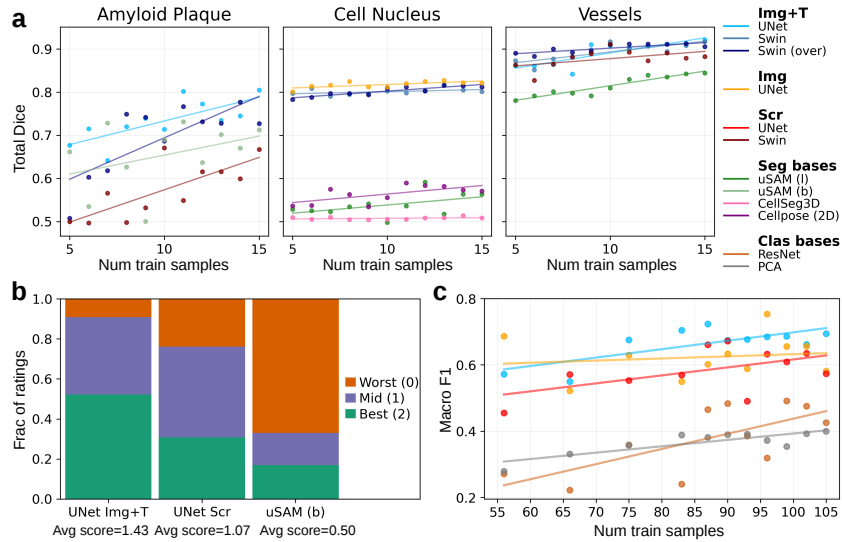 a
Amyloid Plaque
Cell Nucleus
Vessels
Total Dice
0.9
0.8
0.7
0.6
0.5
5
10
15
5
10
15
5
10
15
Num train samples
Num train samples
Num train samples
Img+T
UNet
Swin
Swin (over)
Img
UNet
Scr
UNet
Swin
Seg bases
uSAM (l)
uSAM (b)
CellSeg3D
Cellpose (2D)
Clas bases
ResNet
PCA
b
Frac of ratings
1.0
0.8
0.6
0.4
0.2
0.0
Worst (0)
Mid (1)
Best (2)
UNet Img+T
UNet Scr
uSAM (b)
Avg score=1.43
Avg score=1.07
Avg score=0.50
c
Macro F1
0.8
0.6
0.4
0.2
55
60
65
70
75
80
85
90
95
100
105
Num train samples